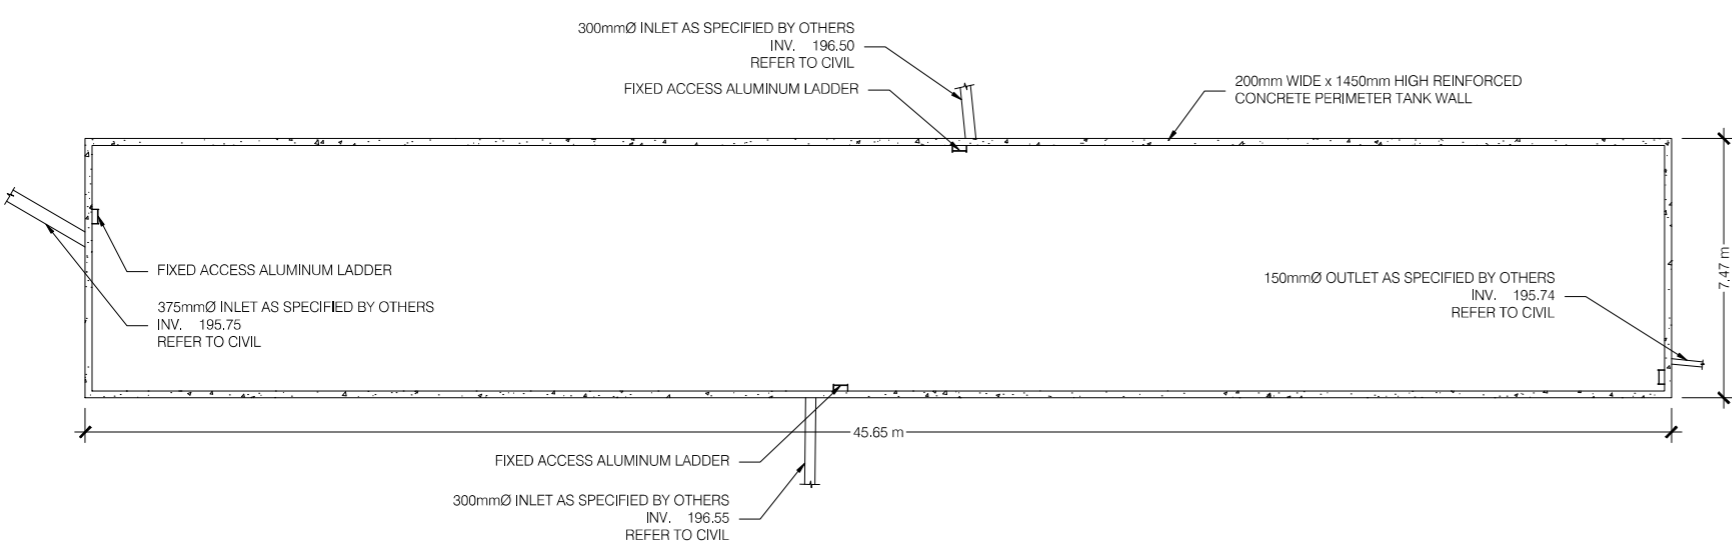 300mmØ INLET AS SPECIFIED BY OTHERS
INV. 196.50
REFER TO CIVIL
FIXED ACCESS ALUMINUM LADDER
200mm WIDE x 1450mm HIGH REINFORCED
CONCRETE PERIMETER TANK WALL
FIXED ACCESS ALUMINUM LADDER
375mmØ INLET AS SPECIFIED BY OTHERS
INV. 195.75
REFER TO CIVIL
150mmØ OUTLET AS SPECIFIED BY OTHERS
INV. 195.74
REFER TO CIVIL
7.47 m
45.65 m
FIXED ACCESS ALUMINUM LADDER
300mmØ INLET AS SPECIFIED BY OTHERS
INV. 196.55
REFER TO CIVIL